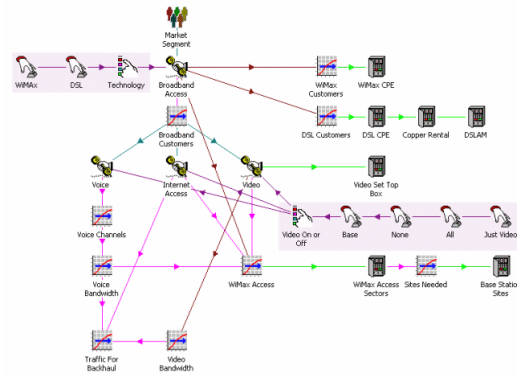 Market
Segment
WiMAx
DSL
Technology
Broadband
Access
WiMax
Customers
WiMax CPE
Broadband
Customers
DSL Customers
DSL CPE
Copper Rental
DSLAM
Voice
Internet
Access
Video
Video Set Top
Box
Voice Channels
Video On or
Off
Base
None
All
Just Video
Voice
Bandwidth
WiMax Access
WiMax Access
Sectors
Sites Needed
Base Station
Sites
Traffic For
Backhaul
Video
Bandwidth